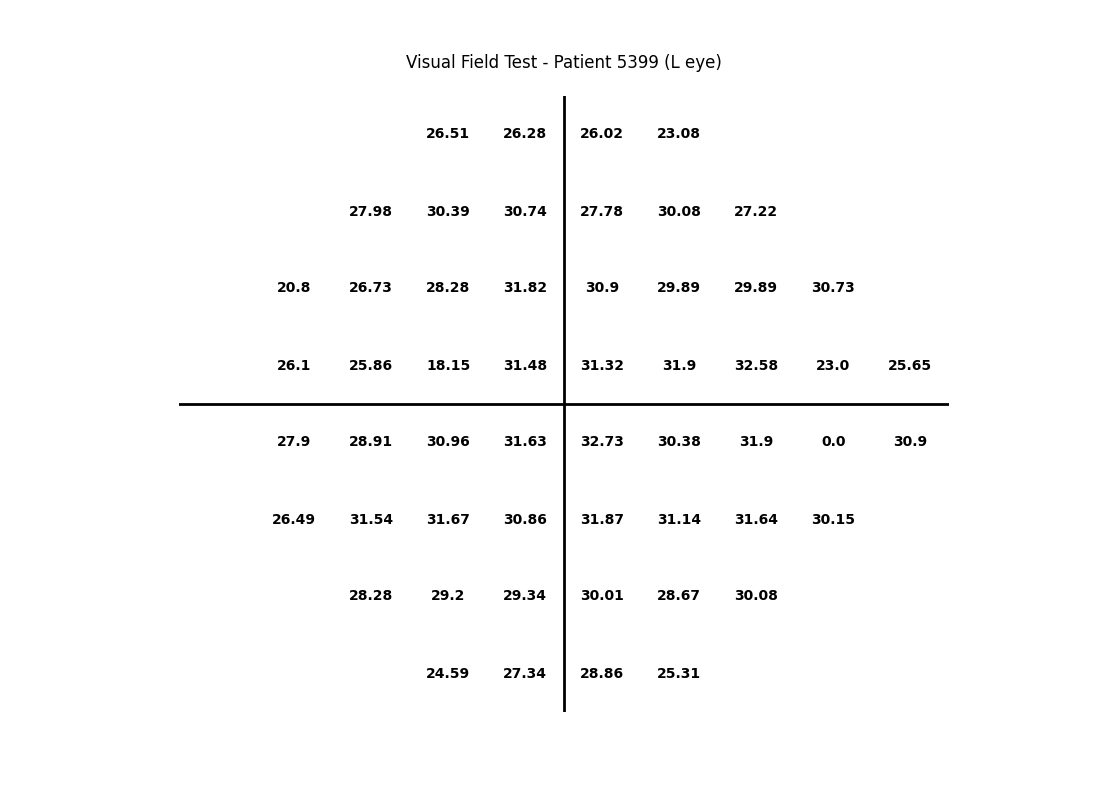 Visual Field Test - Patient 5399 (L eye)
26.51 26.28 26.02 23.08
27.98 30.39 30.74 27.78 30.08 27.22
20.8 26.73 28.28 31.82 30.9 29.89 29.89 30.73
26.1 25.86 18.15 31.48 31.32 31.9 32.58 23.0 25.65
27.9 28.91 30.96 31.63 32.73 30.38 31.9 0.0 30.9
26.49 31.54 31.67 30.86 31.87 31.14 31.64 30.15
28.28 29.2 29.34 30.01 28.67 30.08
24.59 27.34 28.86 25.31